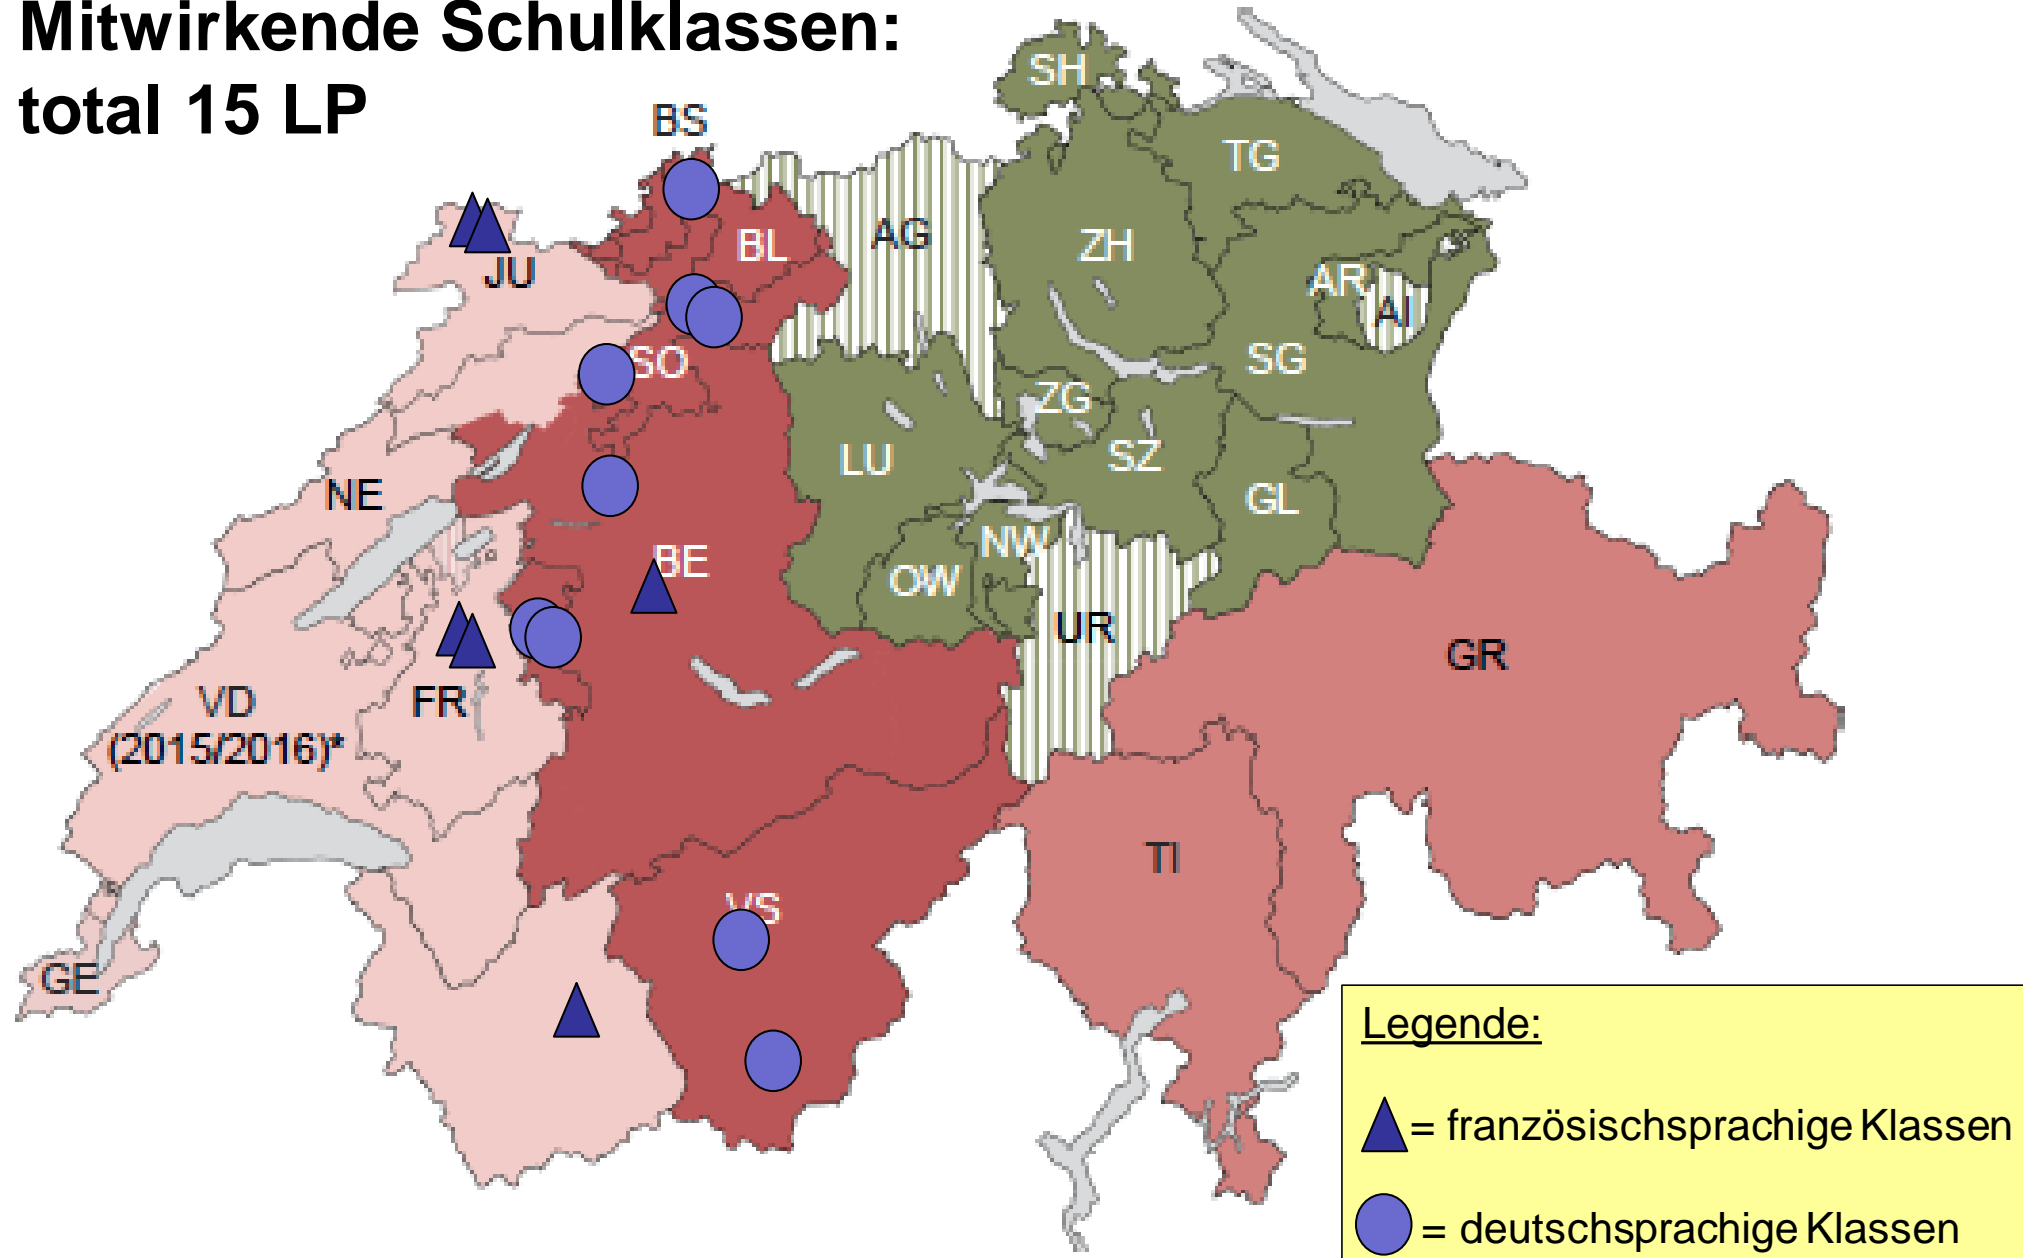 Mitwirkende Schulklassen:
total 15 LP
SH
BS
TG
AG
BL
ZH
JU
AR
AI
SO
SG
ZG
LU
SZ
NE
GL
NW
BE
OW
UR
GR
VD
(2015/2016)*
FR
TI
VS
GE
Legende:
= französischsprachige Klassen
= deutschsprachige Klassen